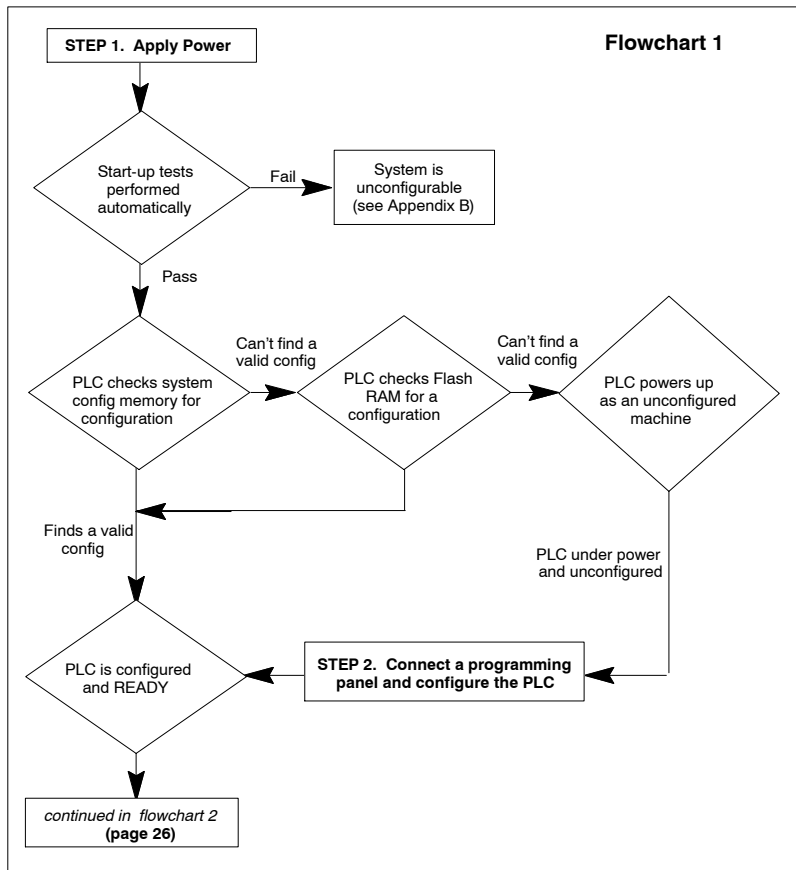 STEP 1.  Apply Power
Flowchart 1
Start-up tests
performed
automatically
Fail
System is
unconfigurable
(see Appendix B)
Pass
PLC checks system
config memory for
configuration
Can't find a
valid config
PLC checks Flash
RAM for a
configuration
Can't find a
valid config
PLC powers up
as an unconfigured
machine
Finds a valid
config
PLC under power
and unconfigured
STEP 2.  Connect a programming
panel and configure the PLC
PLC is configured
and READY
continued in flowchart 2
(page 26)